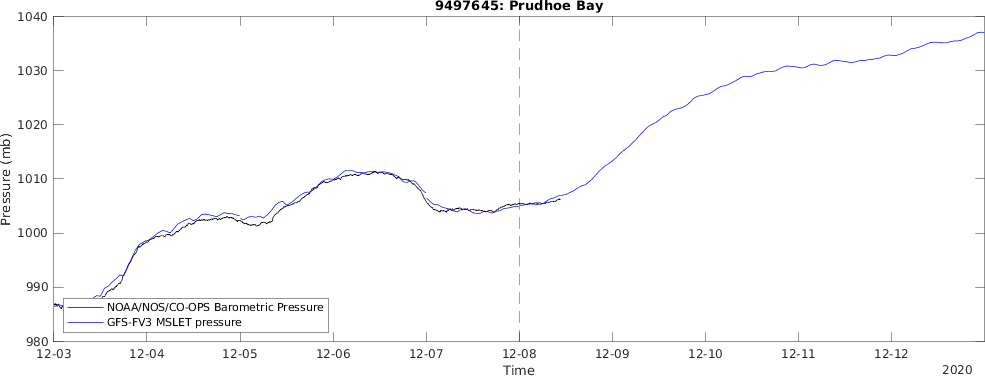 9497645: Prudhoe Bay
1040
1030
1020
1010
1000
990
980
Pressure (mb)
NOAA/NOS/CO-OPS Barometric Pressure
GFS-FV3 MSLET pressure
12-03 12-04 12-05 12-06 12-07 12-08 12-09 12-10 12-11 12-12
Time
2020